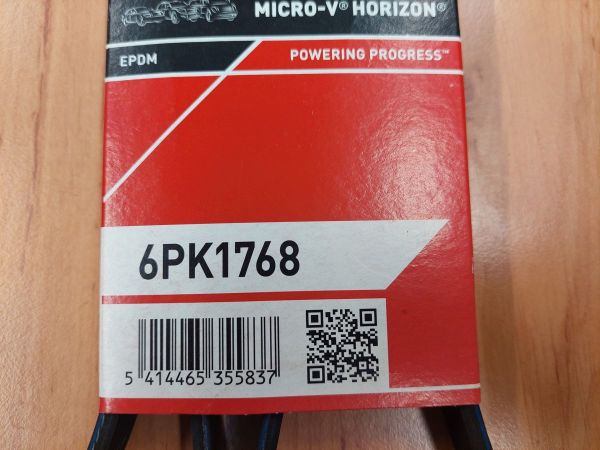 MICRO-V® HORIZON®
EPDM
POWERING PROGRESS™
6PK1768
5 414465 355837